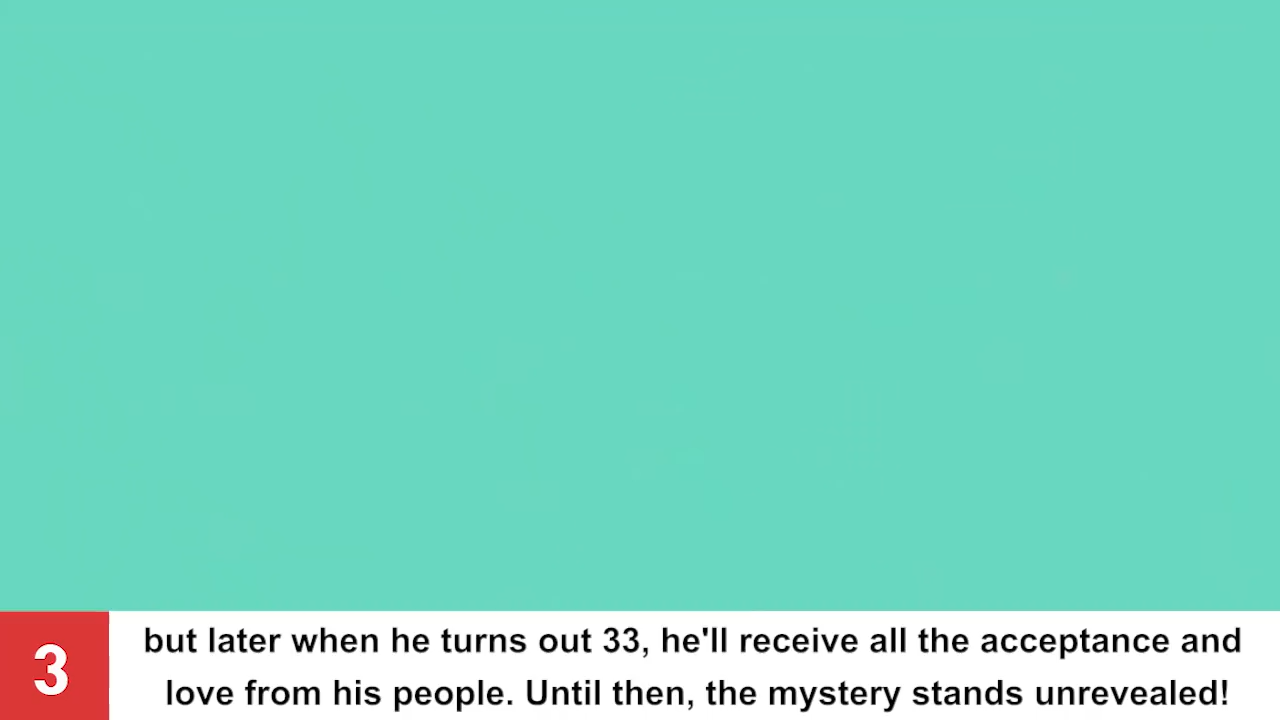 3
but later when he turns out 33, he'll receive all the acceptance and
love from his people. Until then, the mystery stands unrevealed!